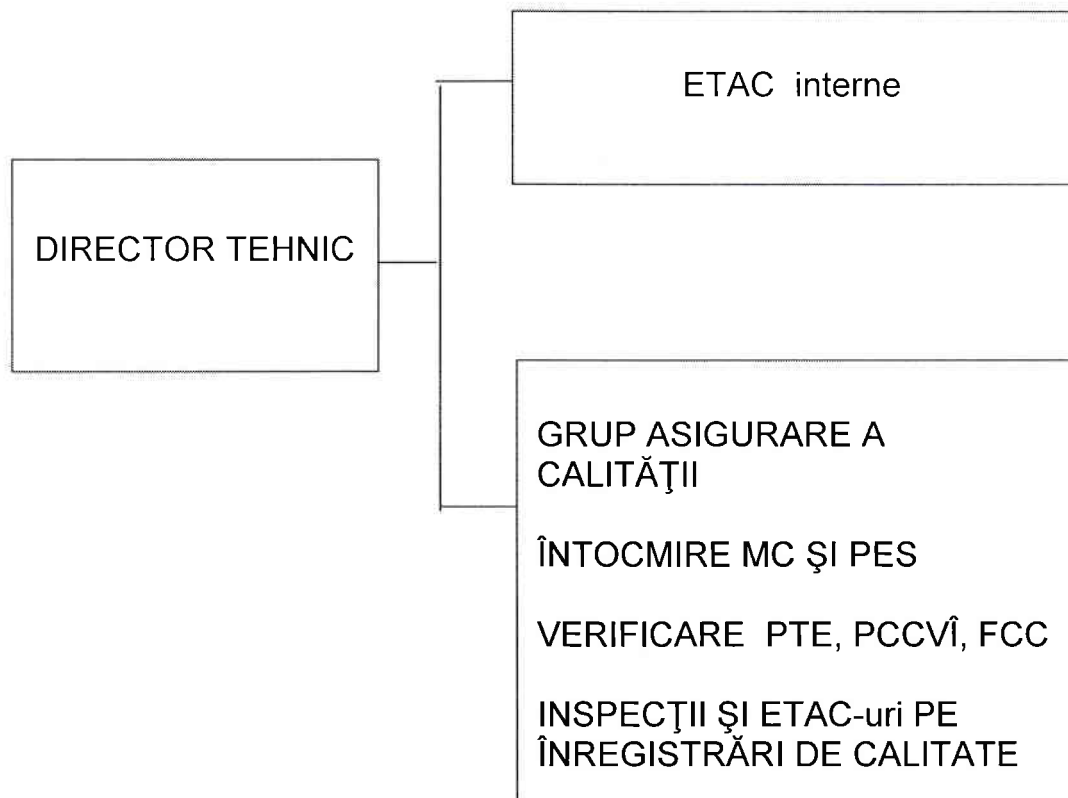 ETAC interne
DIRECTOR TEHNIC
GRUP ASIGURARE A
CALITĂŢII
ÎNTOCMIRE MC ŞI PES
VERIFICARE PTE, PCCVÎ, FCC
INSPECŢII ŞI ETAC-uri PE
ÎNREGISTRĂRI DE CALITATE